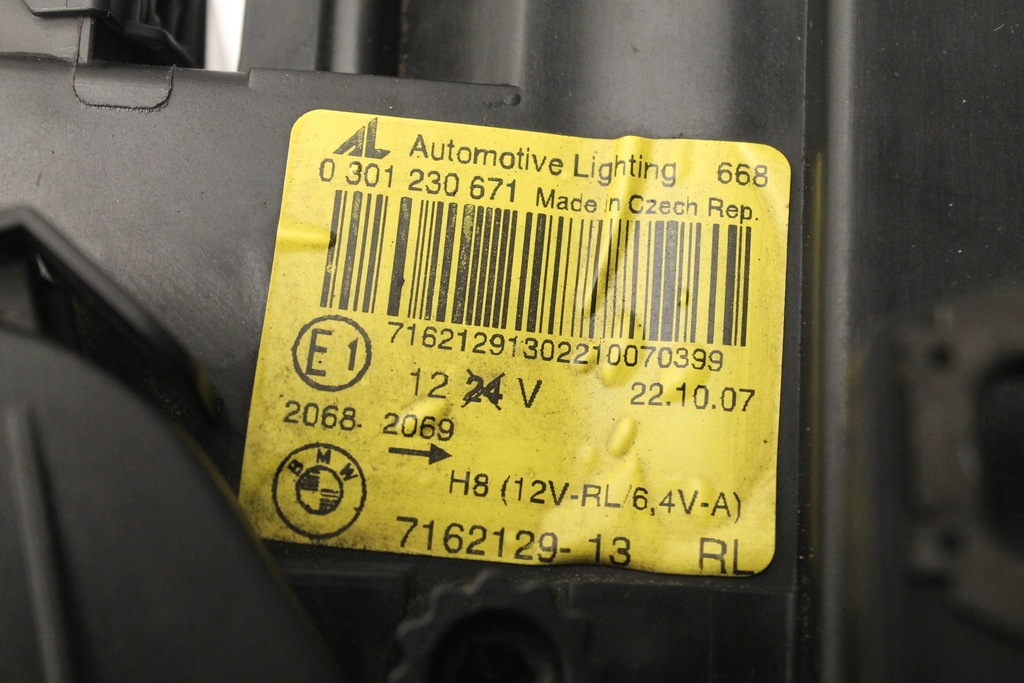 AL Automotive Lighting 668
0 301 230 671 Made in Czech Rep.
71621291302210070399
E1
12 24 V 22.10.07
2068 2069
BMW
H8 (12V-RL/6,4V-A)
7162129-13 RL